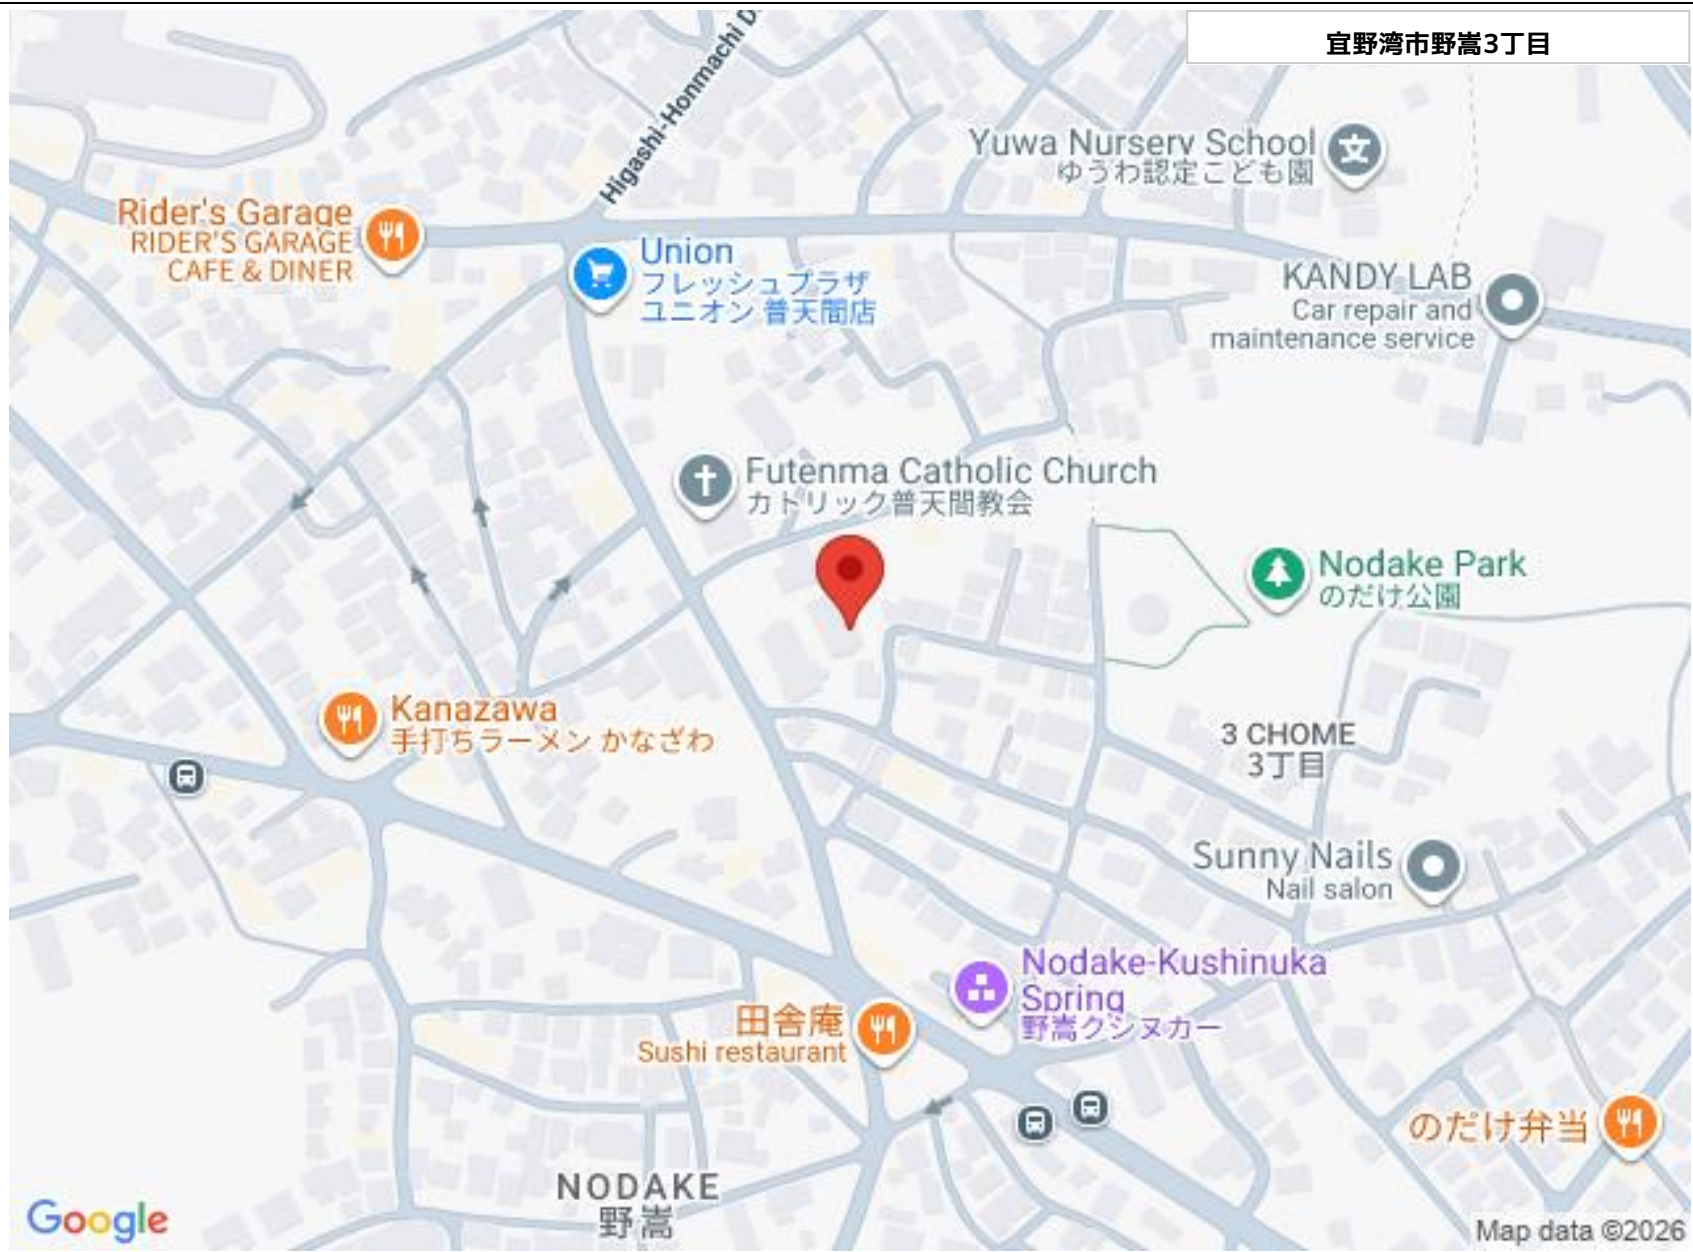 宜野湾市野嵩3丁目
Higashi-Honmachi D
Yuwa Nursery School
ゆうわ認定こども園
Rider's Garage
RIDER'S GARAGE
CAFE & DINER
Union
フレッシュプラザ
ユニオン 普天間店
KANDY LAB
Car repair and
maintenance service
Futenma Catholic Church
カトリック普天間教会
Nodake Park
のだけ公園
Kanazawa
手打ちラーメン かなざわ
3 CHOME
3丁目
Sunny Nails
Nail salon
Nodake-Kushinuka
Spring
野嵩クシヌカー
田舎庵
Sushi restaurant
のだけ弁当
NODAKE
野嵩
Google
Map data ©2026